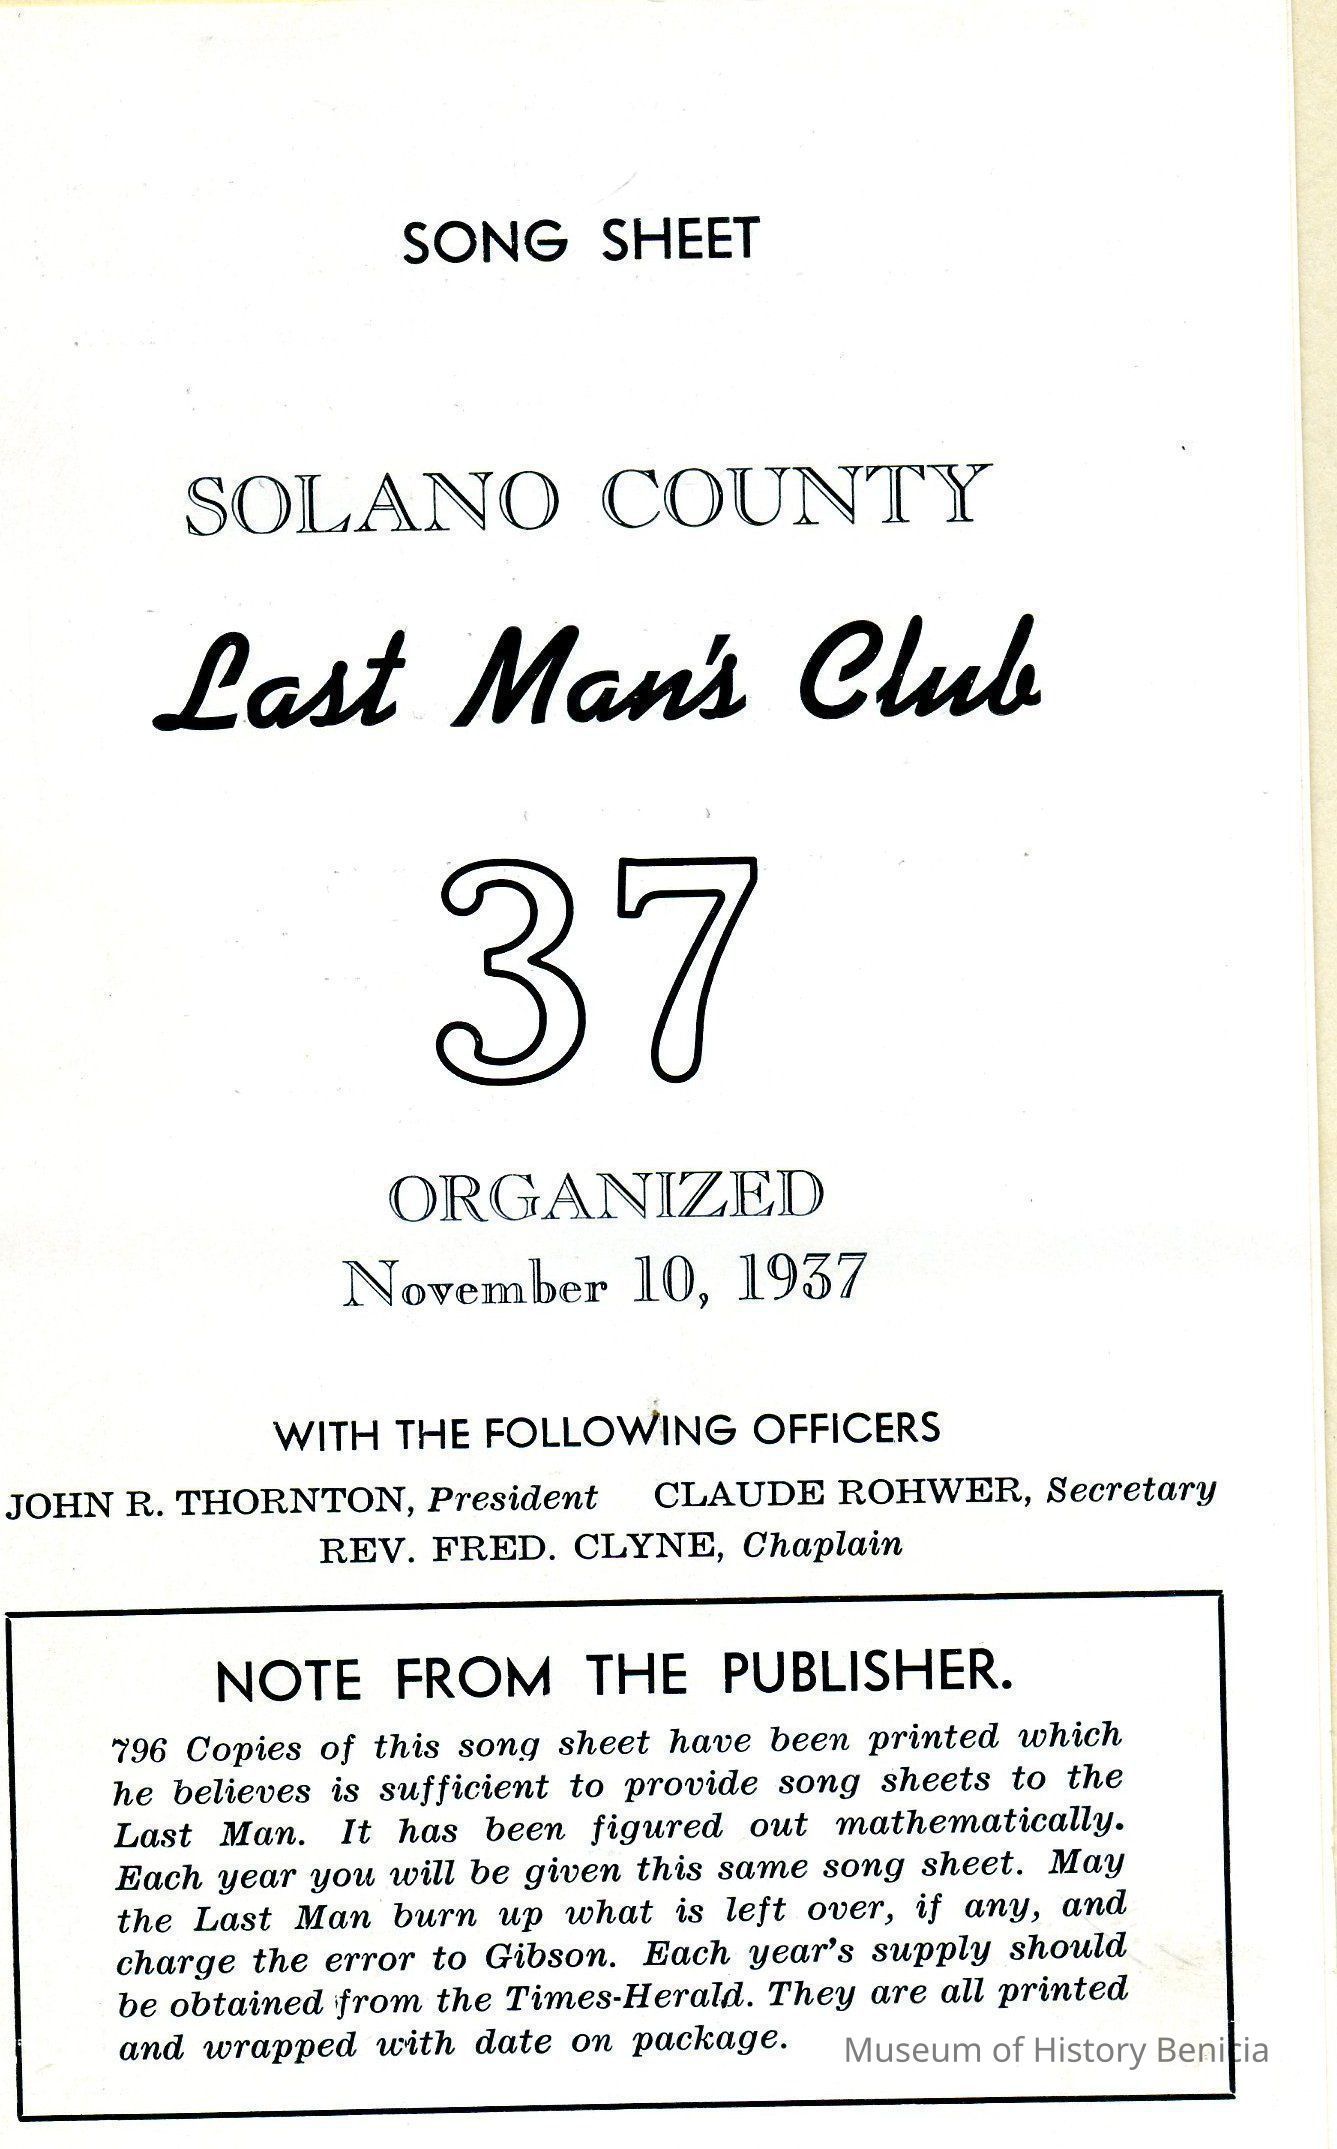 SONG SHEET
SOLANO COUNTY
Last Man's Club
37
ORGANIZED
November 10, 1937
WITH THE FOLLOWING OFFICERS
JOHN R. THORNTON, President CLAUDE ROHWER, Secretary
REV. FRED. CLYNE, Chaplain
NOTE FROM THE PUBLISHER.
796 Copies of this song sheet have been printed which
he believes is sufficient to provide song sheets to the
Last Man. It has been figured out mathematically.
Each year you will be given this same song sheet. May
the Last Man burn up what is left over, if any, and
charge the error to Gibson. Each year's supply should
be obtained from the Times-Herald. They are all printed
and wrapped with date on package.
Museum of History Benicia